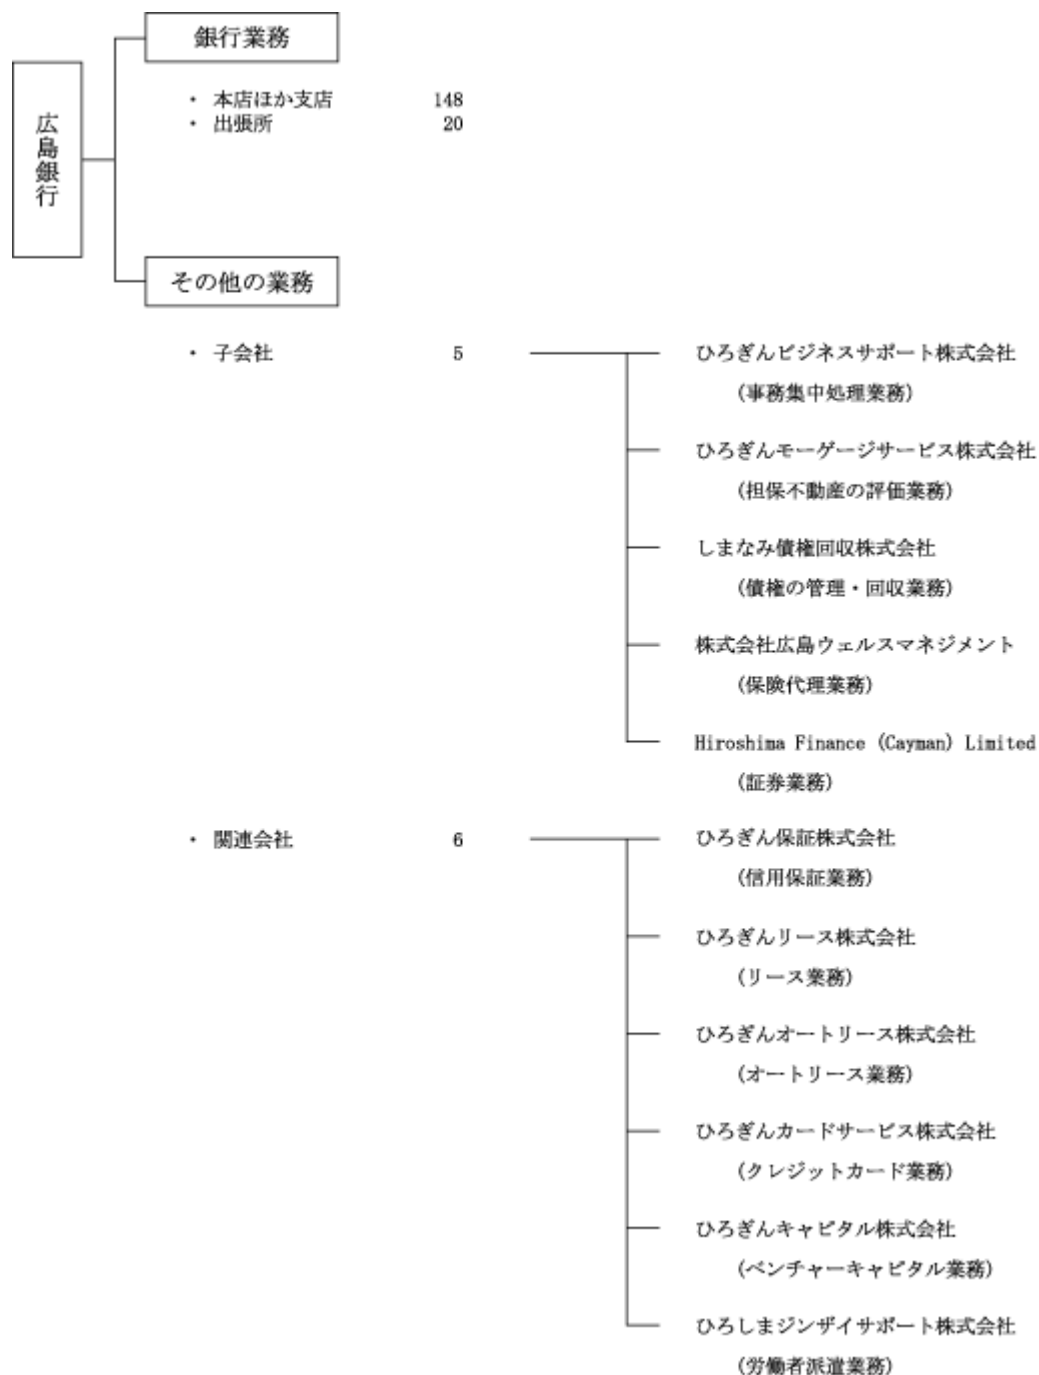 銀行業務
広島銀行
・ 本店ほか支店 148
・ 出張所 20
その他の業務
・ 子会社 5
ひろぎんビジネスサポート株式会社
(事務集中処理業務)
ひろぎんモーゲージサービス株式会社
(担保不動産の評価業務)
しまなみ債権回収株式会社
(債権の管理・回収業務)
株式会社広島ウェルスマネジメント
(保険代理業務)
Hiroshima Finance (Cayman) Limited
(証券業務)
・ 関連会社 6
ひろぎん保証株式会社
(信用保証業務)
ひろぎんリース株式会社
(リース業務)
ひろぎんオートリース株式会社
(オートリース業務)
ひろぎんカードサービス株式会社
(クレジットカード業務)
ひろぎんキャピタル株式会社
(ベンチャーキャピタル業務)
ひろしまジンザイサポート株式会社
(労働者派遣業務)